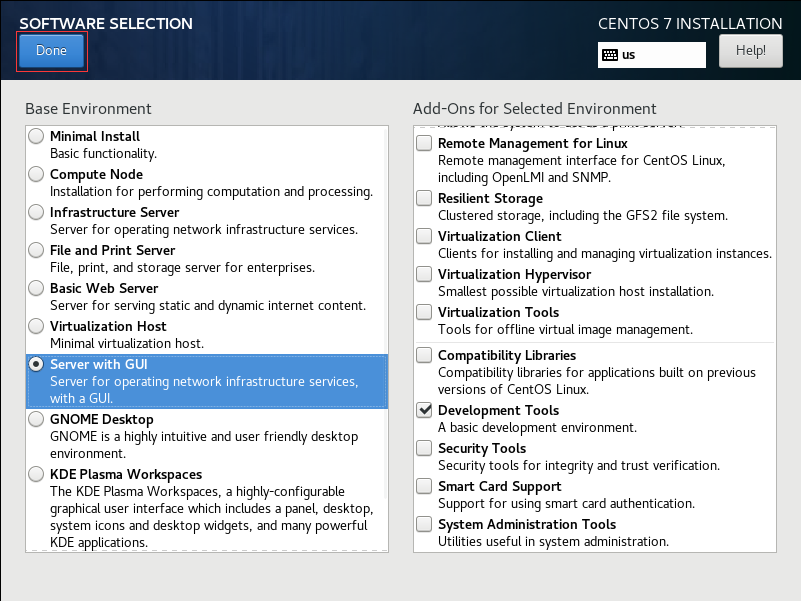 SOFTWARE SELECTION
Done
CENTOS 7 INSTALLATION
us
Help!
Base Environment
Minimal Install
Basic functionality.
Compute Node
Installation for performing computation and processing.
Infrastructure Server
Server for operating network infrastructure services.
File and Print Server
File, print, and storage server for enterprises.
Basic Web Server
Server for serving static and dynamic internet content.
Virtualization Host
Minimal virtualization host.
Server with GUI
Server for operating network infrastructure services,
with a GUI.
GNOME Desktop
GNOME is a highly intuitive and user friendly desktop
environment.
KDE Plasma Workspaces
The KDE Plasma Workspaces, a highly-configurable
graphical user interface which includes a panel, desktop,
system icons and desktop widgets, and many powerful
KDE applications.
Add-Ons for Selected Environment
Remote Management for Linux
Remote management interface for CentOS Linux,
including OpenLMI and SNMP.
Resilient Storage
Clustered storage, including the GFS2 file system.
Virtualization Client
Clients for installing and managing virtualization instances.
Virtualization Hypervisor
Smallest possible virtualization host installation.
Virtualization Tools
Tools for offline virtual image management.
Compatibility Libraries
Compatibility libraries for applications built on previous
versions of CentOS Linux.
Development Tools
A basic development environment.
Security Tools
Security tools for integrity and trust verification.
Smart Card Support
Support for using smart card authentication.
System Administration Tools
Utilities useful in system administration.